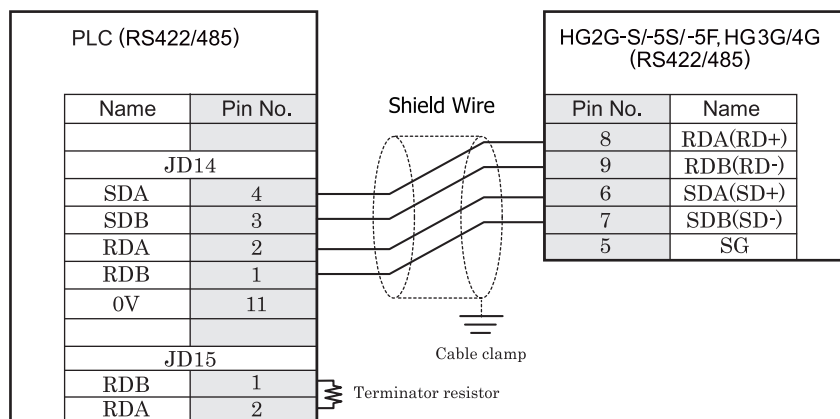 PLC (RS422/485)
HG2G-S/-5S/-5F, HG3G/4G
(RS422/485)
Name Pin No.
Shield Wire
Pin No. Name
8 RDA(RD+)
JD14
9 RDB(RD-)
SDA 4
6 SDA(SD+)
SDB 3
7 SDB(SD-)
RDA 2
5 SG
RDB 1
0V 11
Cable clamp
JD15
RDB 1
Terminator resistor
RDA 2